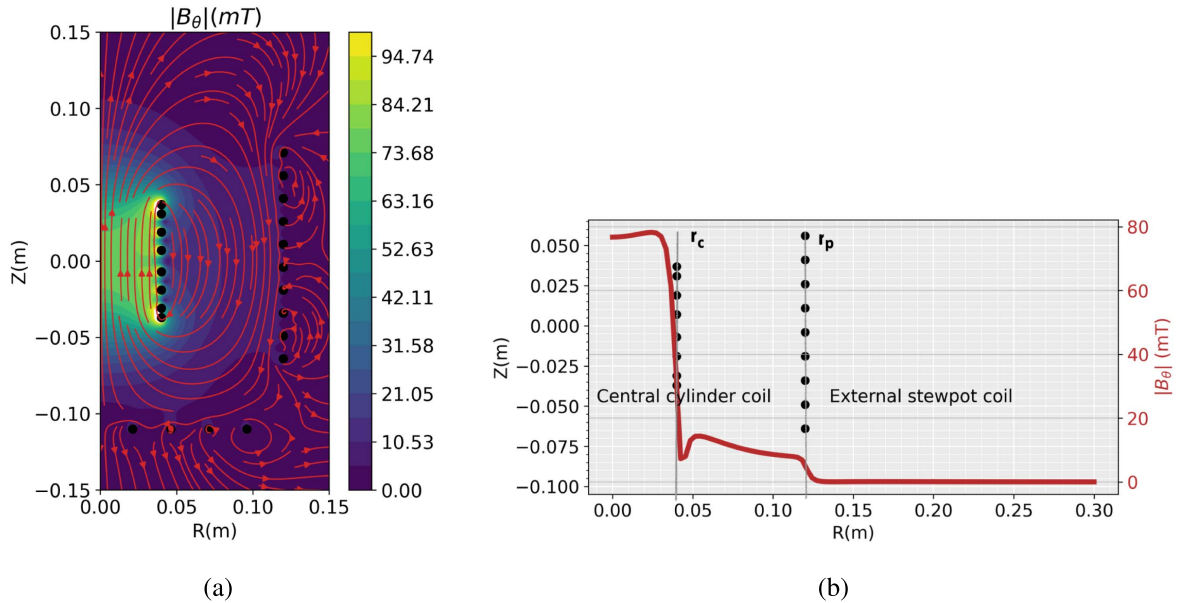 |B_θ|(mT)
0.15
0.10
0.05
0.00
−0.05
−0.10
−0.15
Z(m)
0.00 0.05 0.10 0.15
R(m)
94.74
84.21
73.68
63.16
52.63
42.11
31.58
21.05
10.53
0.00
(a)
0.050
0.025
0.000
−0.025
−0.050
−0.075
−0.100
Z(m)
r_c
r_p
Central cylinder coil
External stewpot coil
80
60
40
20
0
|B_θ| (mT)
0.00 0.05 0.10 0.15 0.20 0.25 0.30
R(m)
(b)